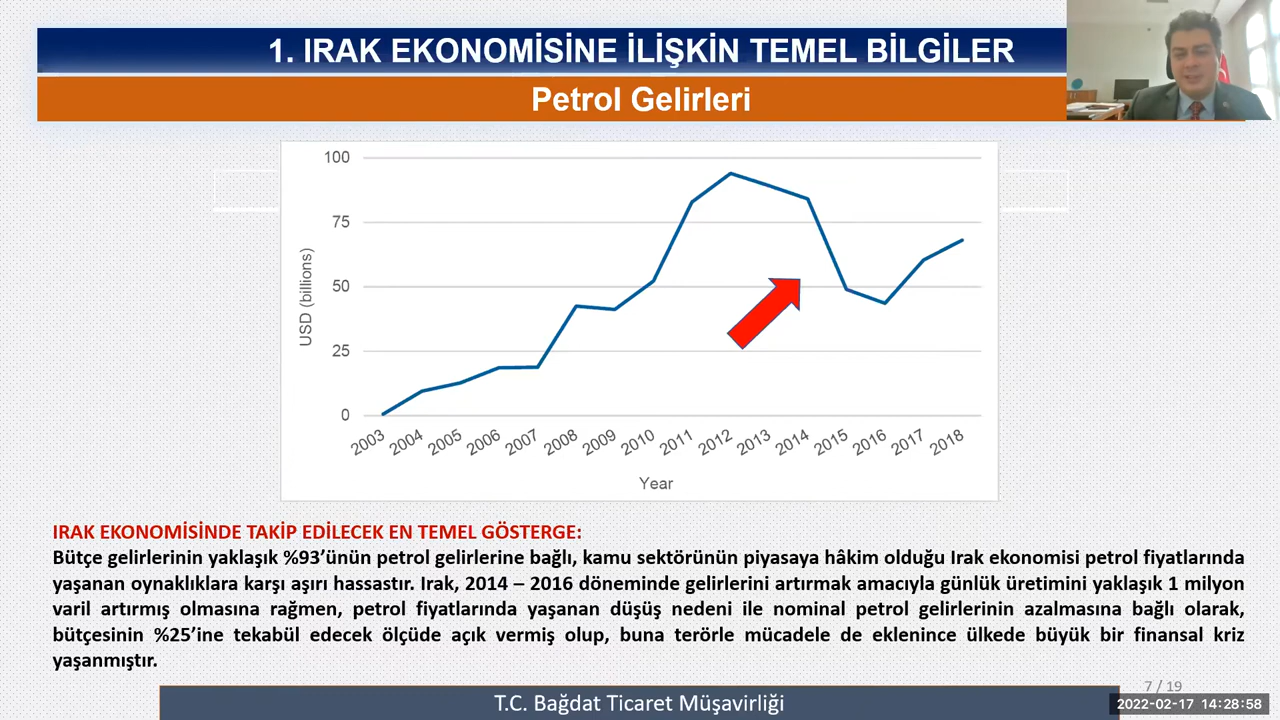 1. IRAK EKONOMİSİNE İLİŞKİN TEMEL BİLGİLER
Petrol Gelirleri
100
75
50
25
0
USD (billions)
2003 2004 2005 2006 2007 2008 2009 2010 2011 2012 2013 2014 2015 2016 2017 2018
Year
IRAK EKONOMİSİNDE TAKİP EDİLECEK EN TEMEL GÖSTERGE:
Bütçe gelirlerinin yaklaşık %93’ünün petrol gelirlerine bağlı, kamu sektörünün piyasaya hâkim olduğu Irak ekonomisi petrol fiyatlarında
yaşanan oynaklıklara karşı aşırı hassastır. Irak, 2014 – 2016 döneminde gelirlerini artırmak amacıyla günlük üretimini yaklaşık 1 milyon
varil artırmış olmasına rağmen, petrol fiyatlarında yaşanan düşüş nedeni ile nominal petrol gelirlerinin azalmasına bağlı olarak,
bütçesinin %25’ine tekabül edecek ölçüde açık vermiş olup, buna terörle mücadele de eklenince ülkede büyük bir finansal kriz
yaşanmıştır.
7 / 19
T.C. Bağdat Ticaret Müşavirliği
2022-02-17 14:28:58